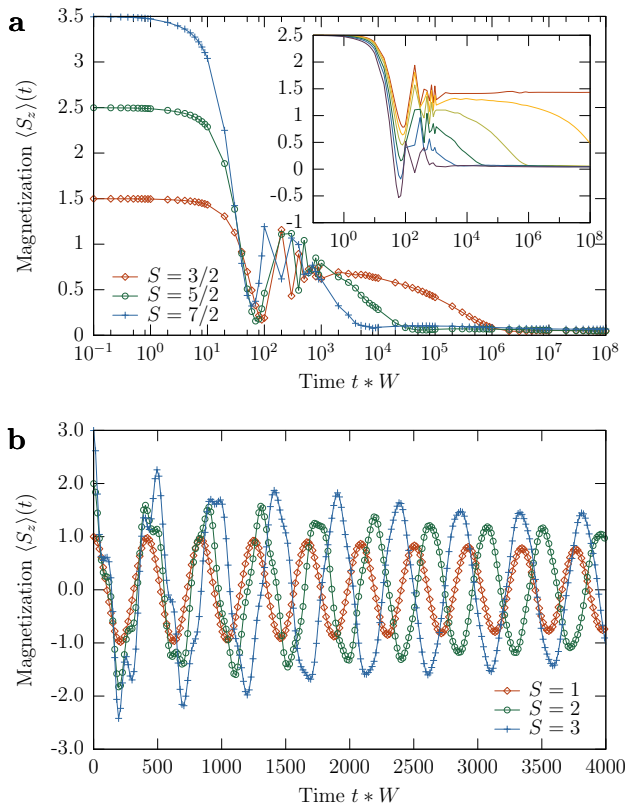 a
Magnetization ⟨S_z⟩(t)
3.5
3
2.5
2
1.5
1
0.5
0
10^−1 10^0 10^1 10^2 10^3 10^4 10^5 10^6 10^7 10^8
Time t ∗ W
S = 3/2
S = 5/2
S = 7/2
2.5
2
1.5
1
0.5
0
-0.5
-1
10^0 10^2 10^4 10^6 10^8
b
Magnetization ⟨S_z⟩(t)
3.0
2.0
1.0
0.0
-1.0
-2.0
-3.0
S = 1
S = 2
S = 3
0 500 1000 1500 2000 2500 3000 3500 4000
Time t ∗ W